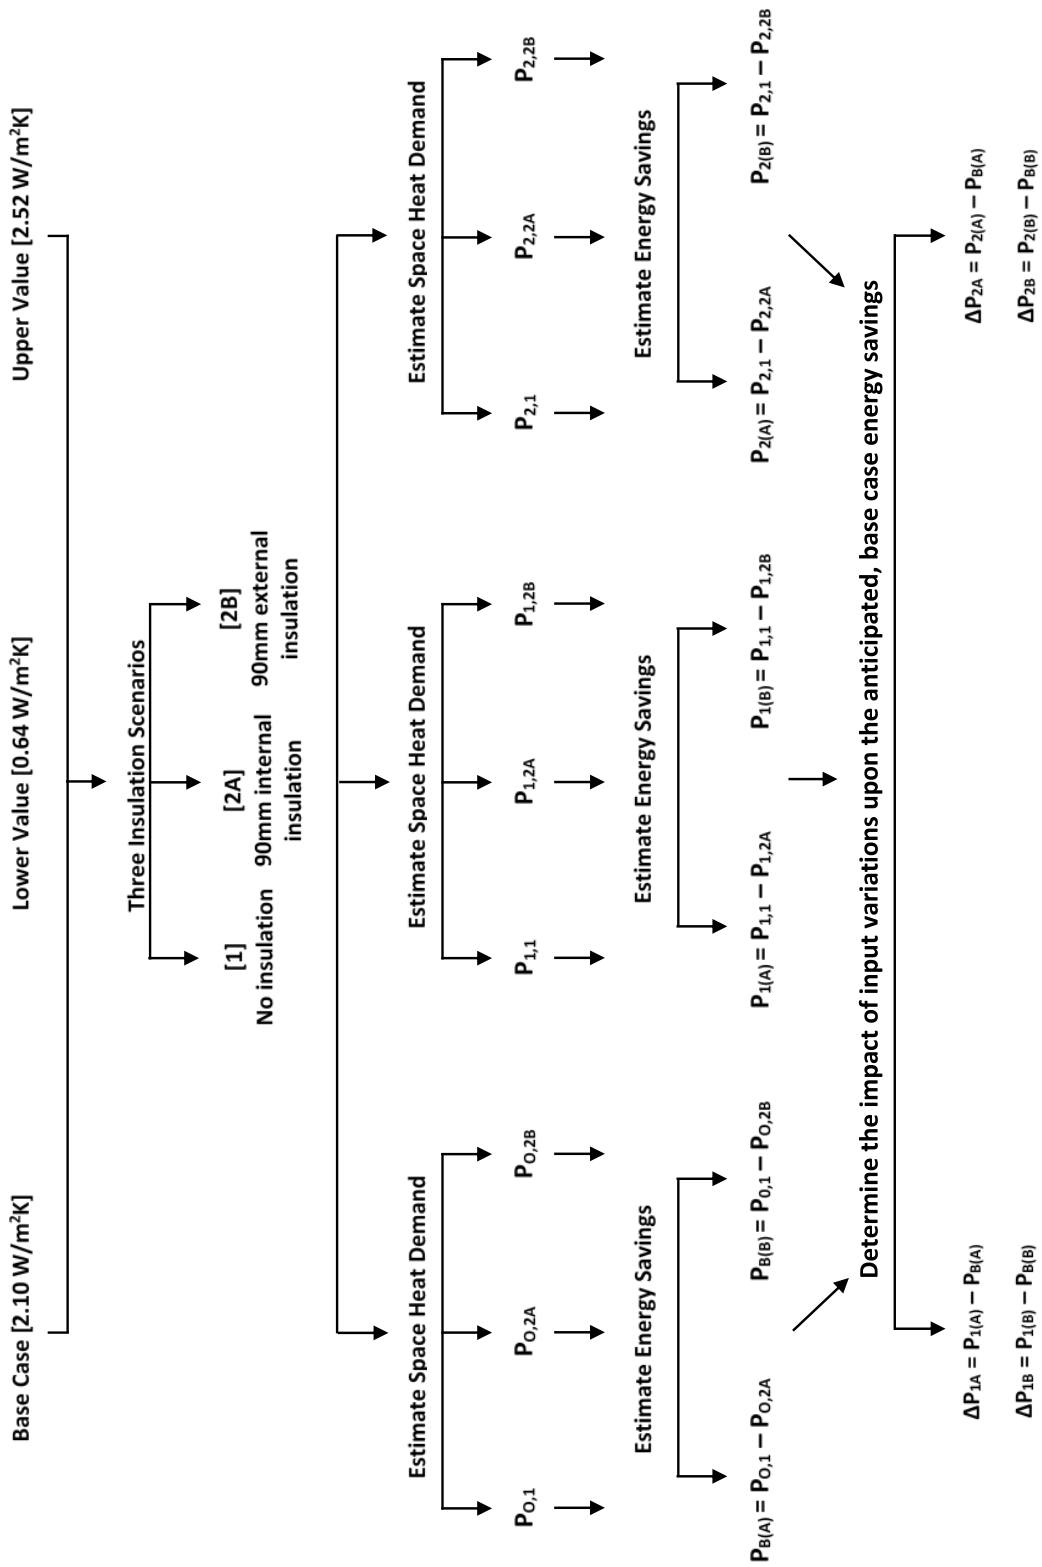 Base Case [2.10 W/m²K]
Lower Value [0.64 W/m²K]
Upper Value [2.52 W/m²K]
Three Insulation Scenarios
[1]
No insulation
[2A]
90mm internal
insulation
[2B]
90mm external
insulation
Estimate Space Heat Demand
Estimate Space Heat Demand
Estimate Space Heat Demand
P0,1
P0,2A
P0,2B
P1,1
P1,2A
P1,2B
P2,1
P2,2A
P2,2B
Estimate Energy Savings
Estimate Energy Savings
Estimate Energy Savings
PB(A) = P0,1 – P0,2A
PB(B) = P0,1 – P0,2B
P1(A) = P1,1 – P1,2A
P1(B) = P1,1 – P1,2B
P2(A) = P2,1 – P2,2A
P2(B) = P2,1 – P2,2B
Determine the impact of input variations upon the anticipated, base case energy savings
ΔP1A = P1(A) – PB(A)
ΔP1B = P1(B) – PB(B)
ΔP2A = P2(A) – PB(A)
ΔP2B = P2(B) – PB(B)